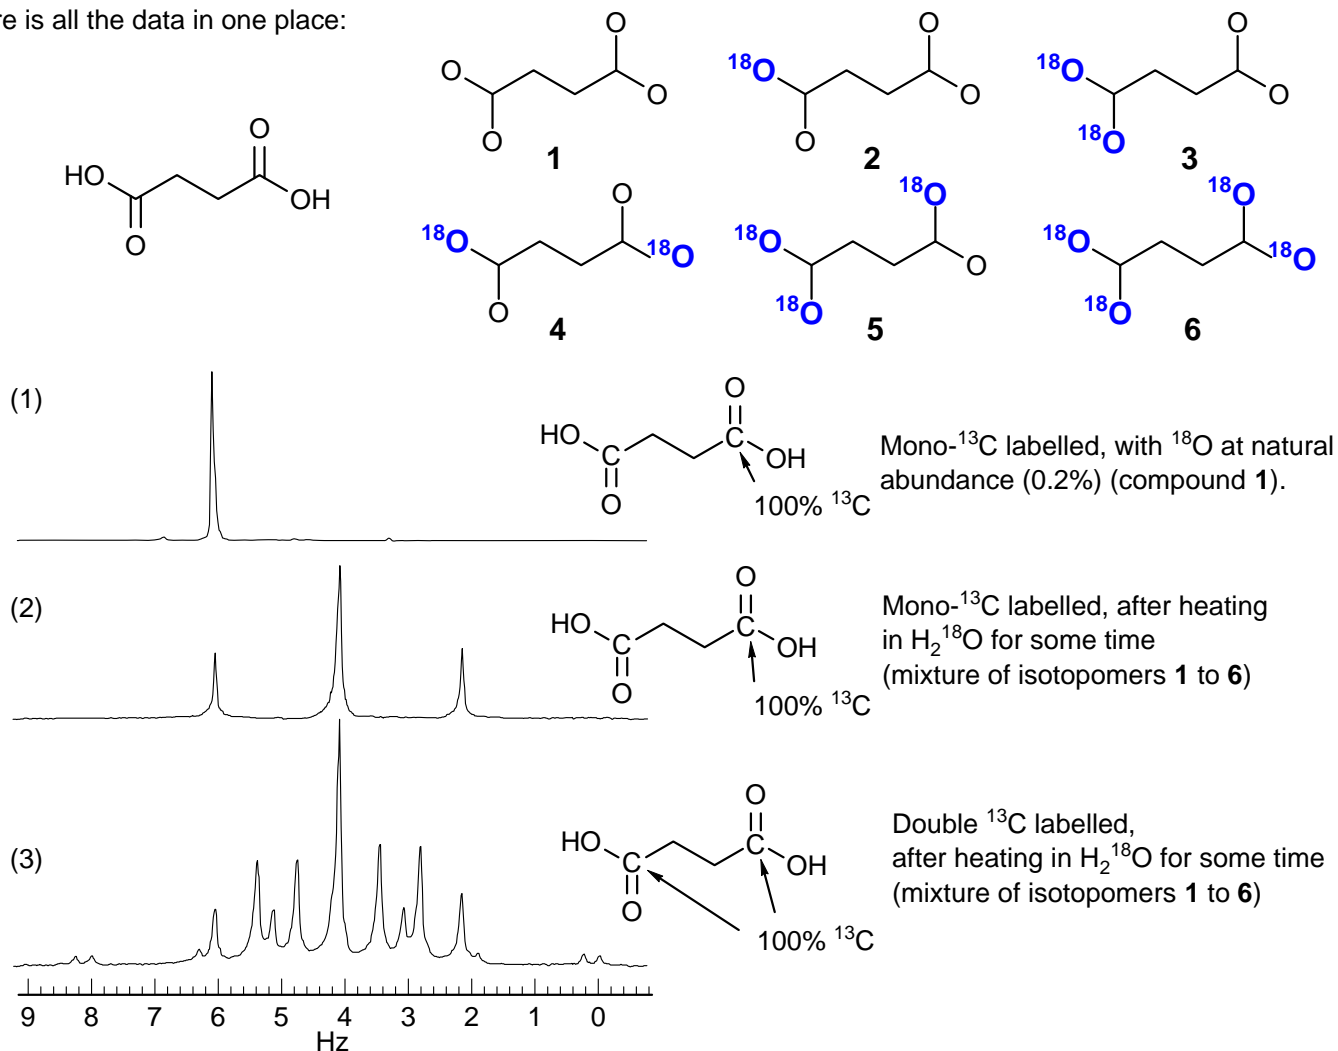 re is all the data in one place:
O O O O 1
¹⁸O O O O 2
¹⁸O ¹⁸O O O 3
HO O O OH
¹⁸O O O ¹⁸O 4
¹⁸O ¹⁸O ¹⁸O O 5
¹⁸O ¹⁸O ¹⁸O ¹⁸O 6
(1)
HO C O O C OH
100% ¹³C
Mono-¹³C labelled, with ¹⁸O at natural
abundance (0.2%) (compound 1).
(2)
HO C O O C OH
100% ¹³C
Mono-¹³C labelled, after heating
in H₂¹⁸O for some time
(mixture of isotopomers 1 to 6)
(3)
HO C O O C OH
100% ¹³C
Double ¹³C labelled,
after heating in H₂¹⁸O for some time
(mixture of isotopomers 1 to 6)
9 8 7 6 5 4 3 2 1 0
Hz